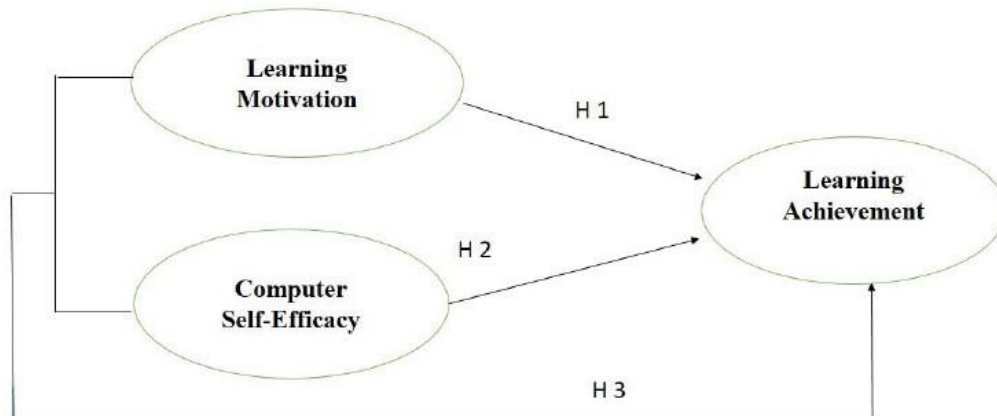 Learning
Motivation
H 1
Learning
Achievement
H 2
Computer
Self-Efficacy
H 3